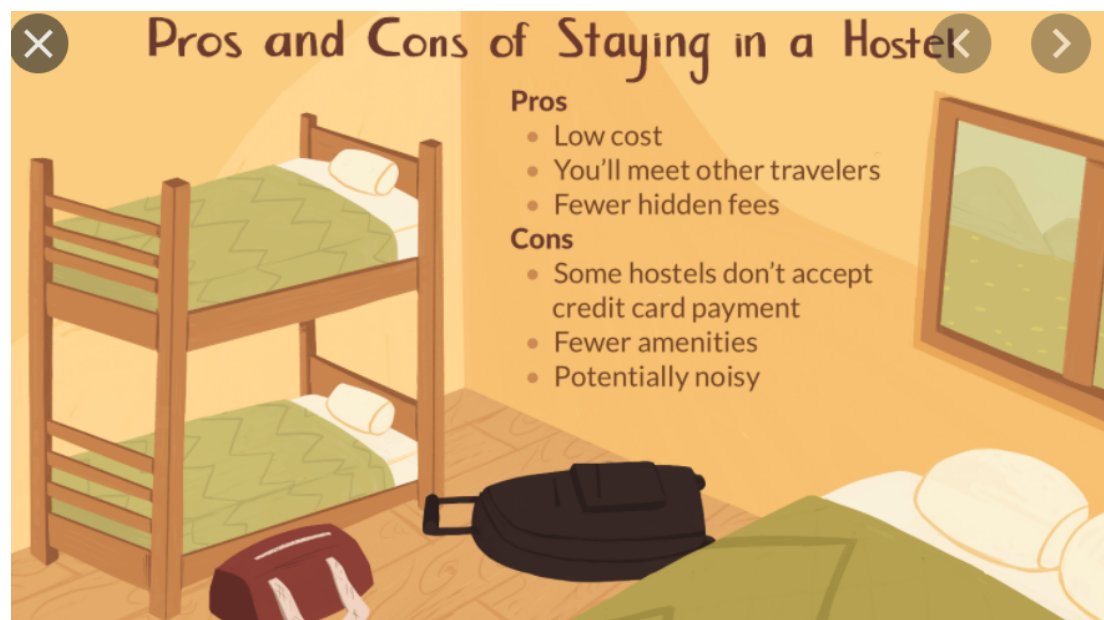 Pros and Cons of Staying in a Hostel
Pros
Low cost
You'll meet other travelers
Fewer hidden fees
Cons
Some hostels don't accept
credit card payment
Fewer amenities
Potentially noisy